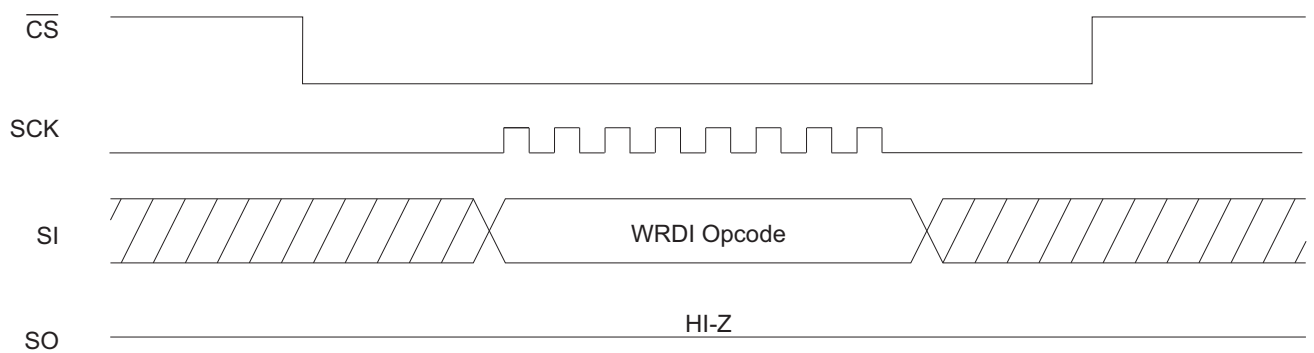 CS
SCK
SI
WRDI Opcode
HI-Z
SO